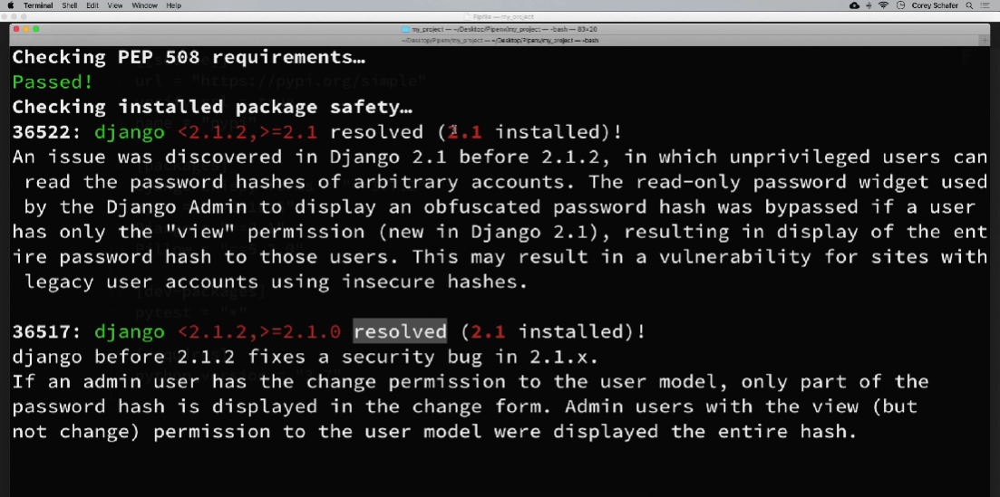 Terminal Shell Edit View Window Help Corey Schafer
Pipfile — my_project
my_project — ~/Desktop/Pipenv/my_project — -bash — 83×20
~/Desktop/Pipenv/my_project — ~/Desktop/Pipenv/my_project — -bash
Checking PEP 508 requirements…
Passed!
Checking installed package safety…
36522: django <2.1.2,>=2.1 resolved (2.1 installed)!
An issue was discovered in Django 2.1 before 2.1.2, in which unprivileged users can
read the password hashes of arbitrary accounts. The read-only password widget used
by the Django Admin to display an obfuscated password hash was bypassed if a user
has only the "view" permission (new in Django 2.1), resulting in display of the ent
ire password hash to those users. This may result in a vulnerability for sites with
legacy user accounts using insecure hashes.
36517: django <2.1.2,>=2.1.0 resolved (2.1 installed)!
django before 2.1.2 fixes a security bug in 2.1.x.
If an admin user has the change permission to the user model, only part of the
password hash is displayed in the change form. Admin users with the view (but
not change) permission to the user model were displayed the entire hash.